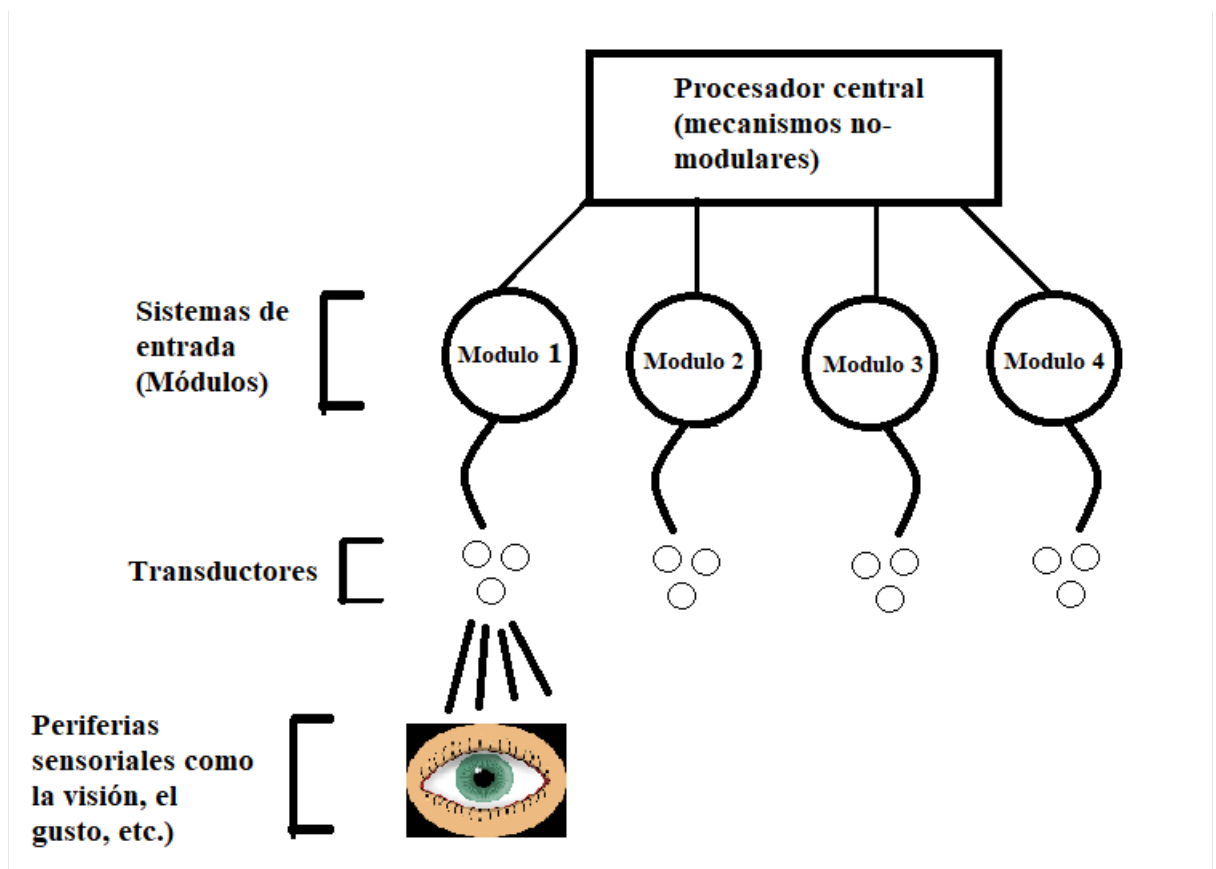 Procesador central
(mecanismos no-
modulares)
Sistemas de
entrada
(Módulos)
Modulo 1
Modulo 2
Modulo 3
Modulo 4
Transductores
Periferias
sensoriales como
la visión, el
gusto, etc.)